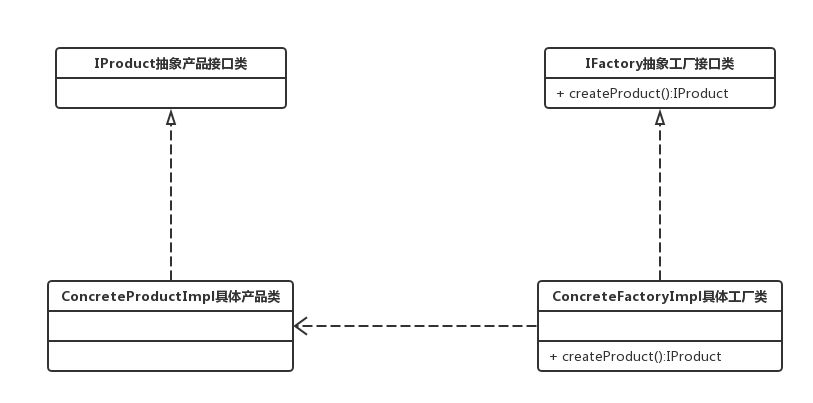 IProduct抽象产品接口类
IFactory抽象工厂接口类
+ createProduct():IProduct
ConcreteProductImpl具体产品类
ConcreteFactoryImpl具体工厂类
+ createProduct():IProduct